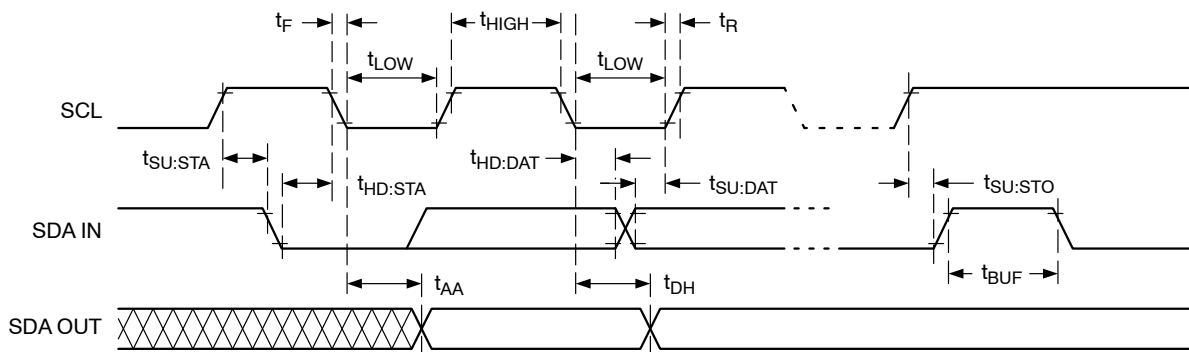 tF
tHIGH
tR
tLOW
tLOW
SCL
tSU:STA
tHD:STA
tHD:DAT
tSU:DAT
tSU:STO
SDA IN
tAA
tDH
tBUF
SDA OUT